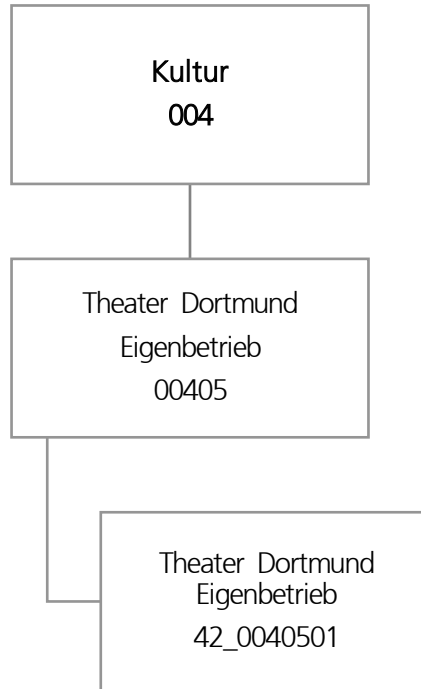 Kultur
004
Theater Dortmund
Eigenbetrieb
00405
Theater Dortmund
Eigenbetrieb
42_0040501